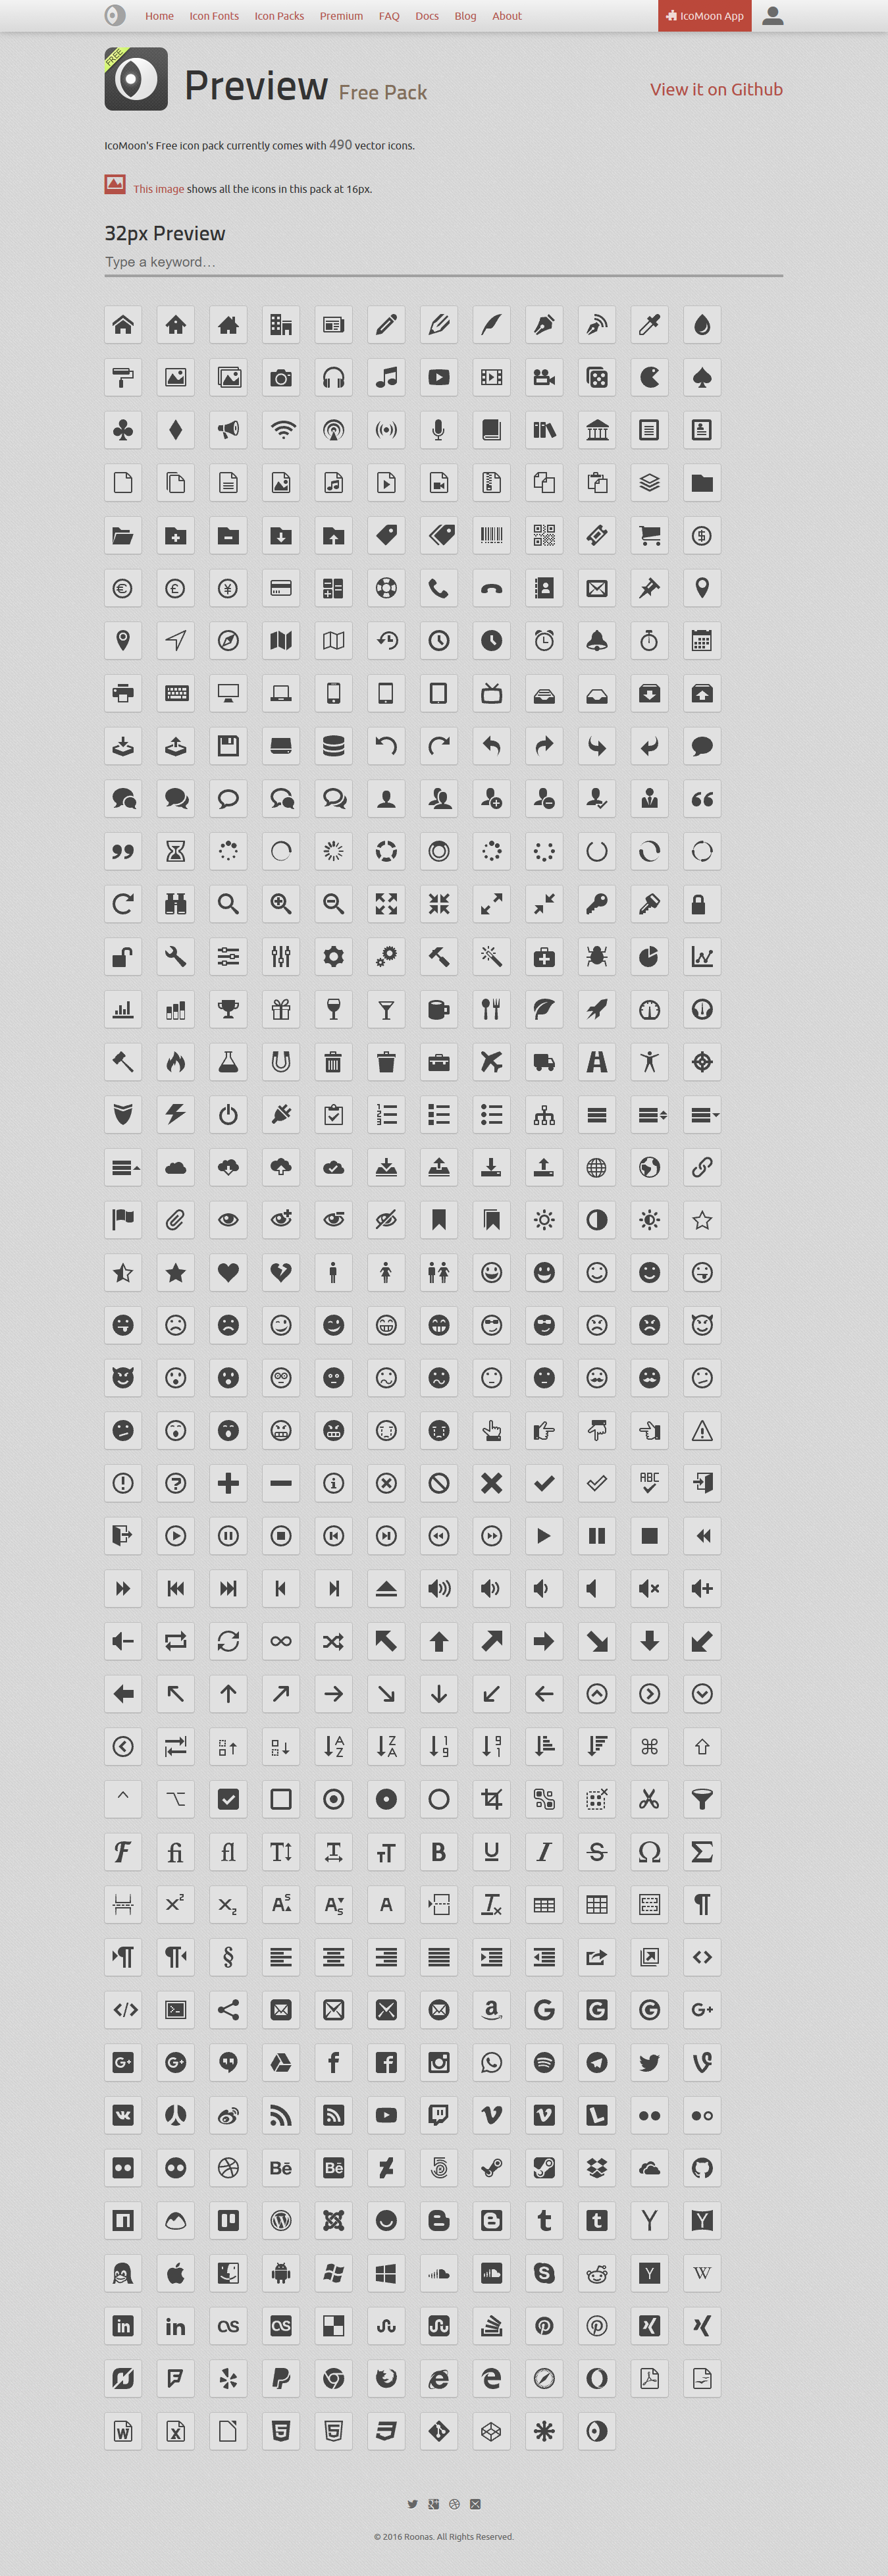 Home Icon Fonts Icon Packs Premium FAQ Docs Blog About IcoMoon App
FREE
Preview Free Pack View it on Github
IcoMoon's Free icon pack currently comes with 490 vector icons.
This image shows all the icons in this pack at 16px.
32px Preview
Type a keyword...
© 2016 Roonas. All Rights Reserved.